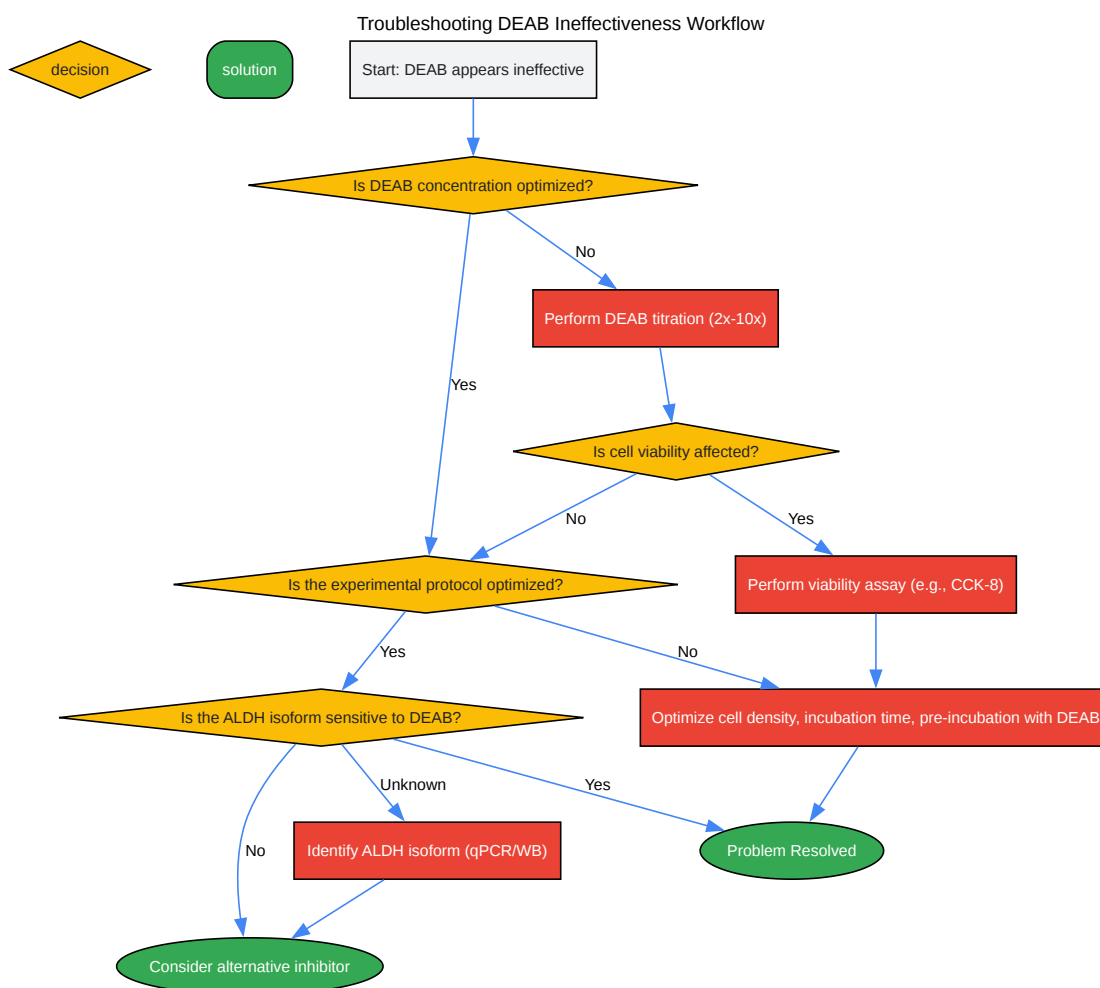 Troubleshooting DEAB Ineffectiveness Workflow
decision
solution
Start: DEAB appears ineffective
Is DEAB concentration optimized?
No
Perform DEAB titration (2x-10x)
Yes
Is cell viability affected?
No
Yes
Is the experimental protocol optimized?
Perform viability assay (e.g., CCK-8)
Yes
No
Is the ALDH isoform sensitive to DEAB?
Optimize cell density, incubation time, pre-incubation with DEAB
Unknown
Yes
No
Identify ALDH isoform (qPCR/WB)
Problem Resolved
Consider alternative inhibitor